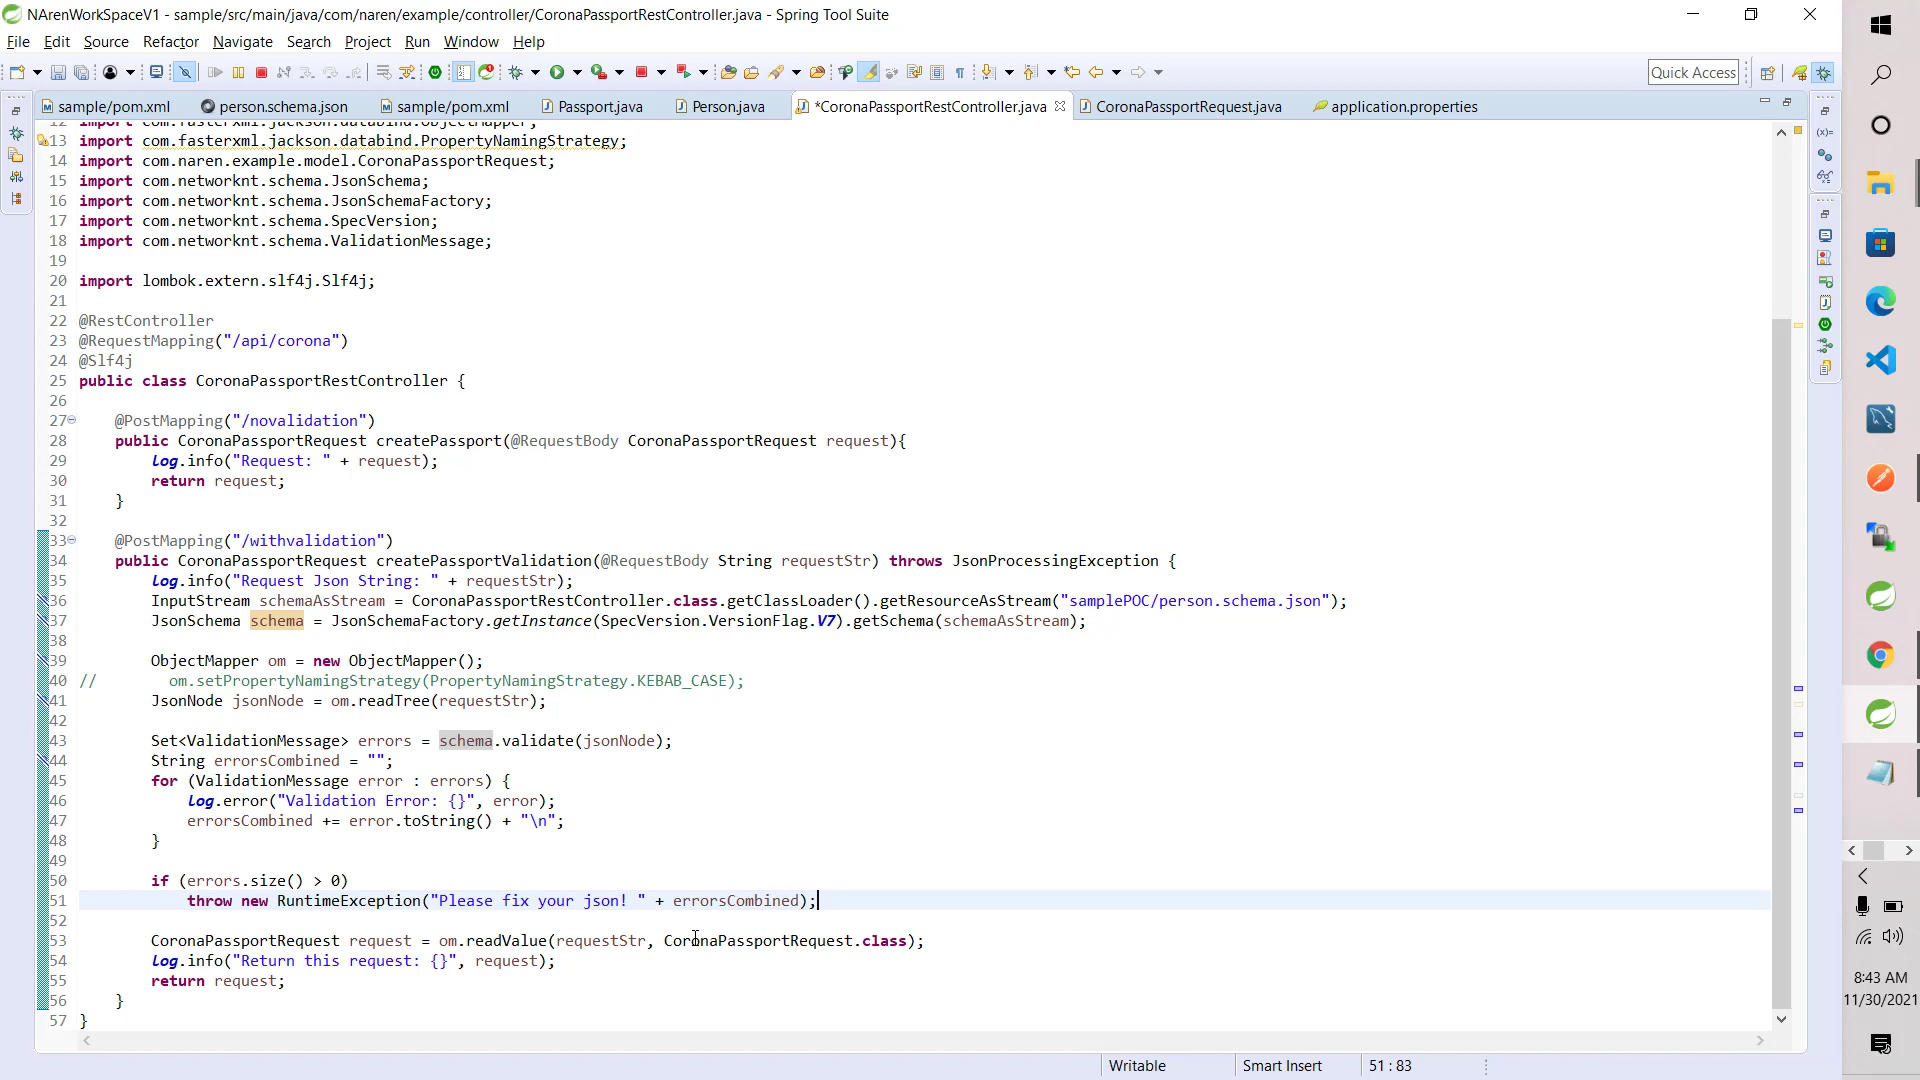 NArenWorkSpaceV1 - sample/src/main/java/com/naren/example/controller/CoronaPassportRestController.java - Spring Tool Suite
File Edit Source Refactor Navigate Search Project Run Window Help
Quick Access
sample/pom.xml person.schema.json sample/pom.xml Passport.java Person.java *CoronaPassportRestController.java CoronaPassportRequest.java application.properties
12 import com.fasterxml.jackson.databind.ObjectMapper;
13 import com.fasterxml.jackson.databind.PropertyNamingStrategy;
14 import com.naren.example.model.CoronaPassportRequest;
15 import com.networknt.schema.JsonSchema;
16 import com.networknt.schema.JsonSchemaFactory;
17 import com.networknt.schema.SpecVersion;
18 import com.networknt.schema.ValidationMessage;
19
20 import lombok.extern.slf4j.Slf4j;
21
22 @RestController
23 @RequestMapping("/api/corona")
24 @Slf4j
25 public class CoronaPassportRestController {
26
27 @PostMapping("/novalidation")
28 public CoronaPassportRequest createPassport(@RequestBody CoronaPassportRequest request){
29 log.info("Request: " + request);
30 return request;
31 }
32
33 @PostMapping("/withvalidation")
34 public CoronaPassportRequest createPassportValidation(@RequestBody String requestStr) throws JsonProcessingException {
35 log.info("Request Json String: " + requestStr);
36 InputStream schemaAsStream = CoronaPassportRestController.class.getClassLoader().getResourceAsStream("samplePOC/person.schema.json");
37 JsonSchema schema = JsonSchemaFactory.getInstance(SpecVersion.VersionFlag.V7).getSchema(schemaAsStream);
38
39 ObjectMapper om = new ObjectMapper();
40 // om.setPropertyNamingStrategy(PropertyNamingStrategy.KEBAB_CASE);
41 JsonNode jsonNode = om.readTree(requestStr);
42
43 Set<ValidationMessage> errors = schema.validate(jsonNode);
44 String errorsCombined = "";
45 for (ValidationMessage error : errors) {
46 log.error("Validation Error: {}", error);
47 errorsCombined += error.toString() + "\n";
48 }
49
50 if (errors.size() > 0)
51 throw new RuntimeException("Please fix your json! " + errorsCombined);
52
53 CoronaPassportRequest request = om.readValue(requestStr, CoronaPassportRequest.class);
54 log.info("Return this request: {}", request);
55 return request;
56 }
57 }
Writable Smart Insert 51 : 83
8:43 AM
11/30/2021